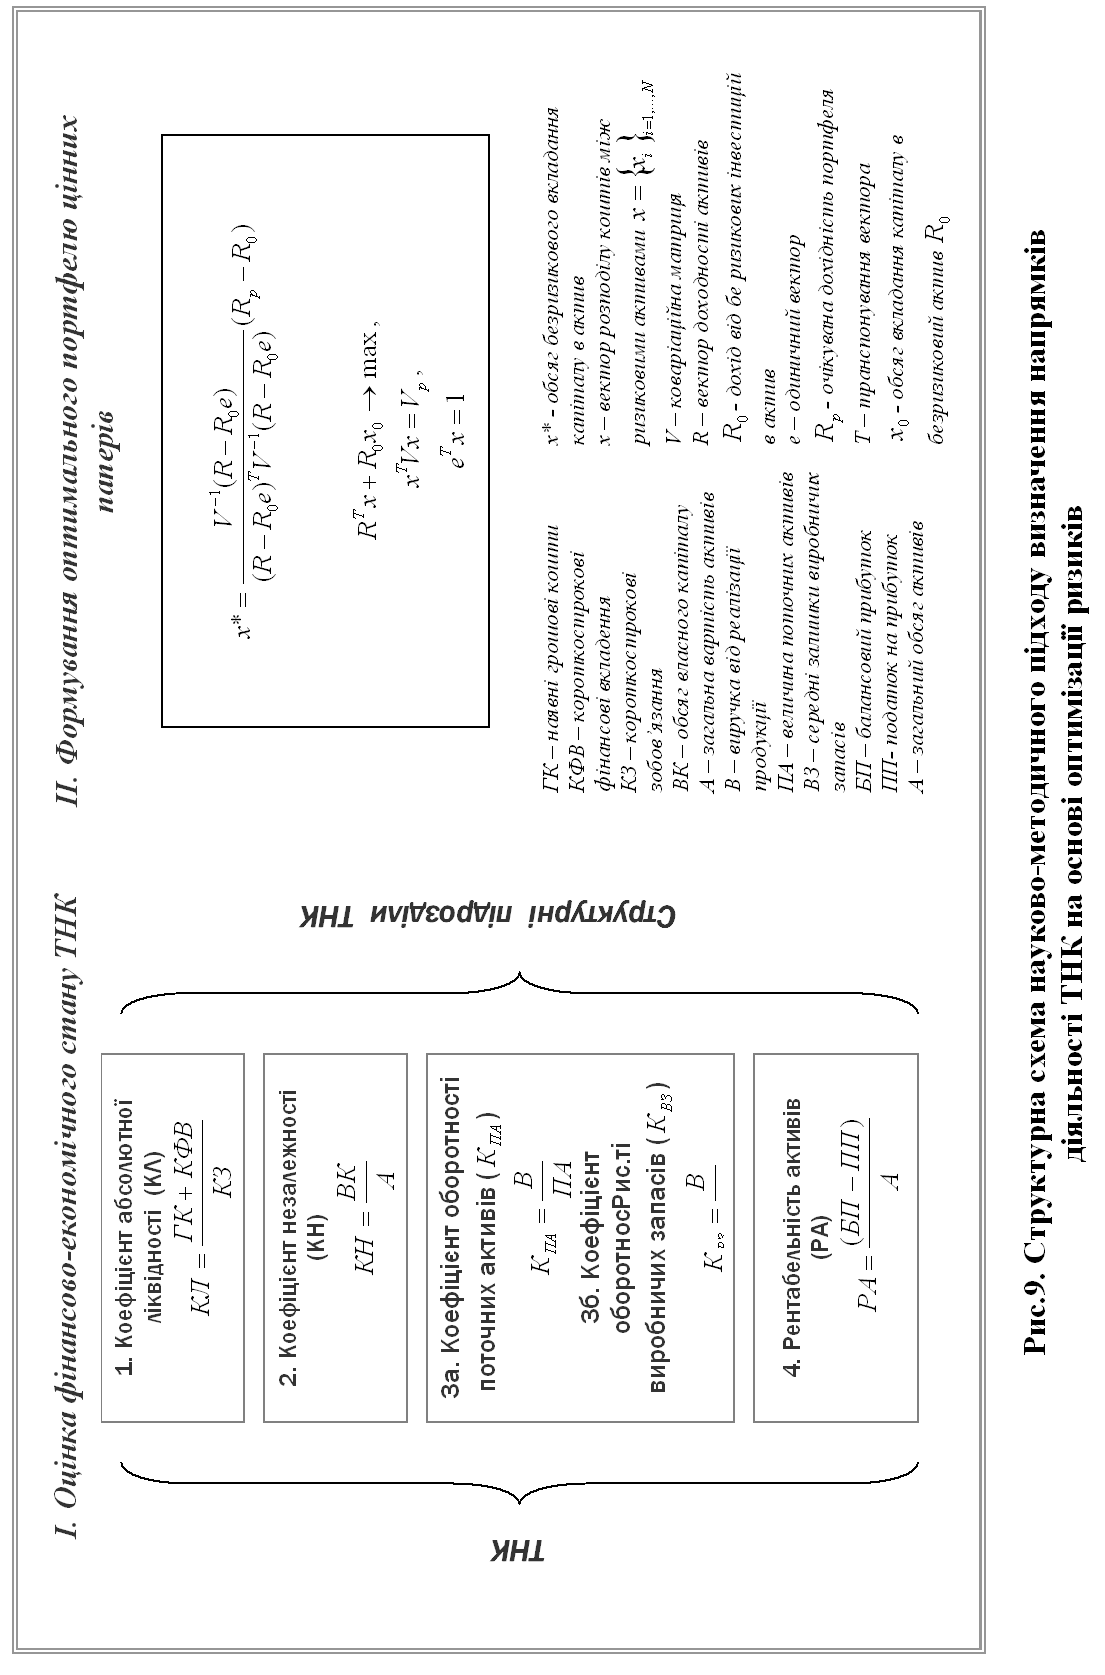 І. Оцінка фінансово-економічного стану ТНК
ТНК
1. Коефіцієнт абсолютної
ліквідності (КЛ)
КЛ = (ГК + КФВ) / КЗ
2. Коефіцієнт незалежності
(КН)
КН = ВК / А
3а. Коефіцієнт оборотності
поточних активів (К_ПА)
К_ПА = В / ПА
3б. Коефіцієнт
оборотносРис.ті
виробничих запасів (К_ВЗ)
К = В
4. Рентабельність активів
(РА)
РА = (БП − ПП) / А
Структурні підрозділи ТНК
ІІ. Формування оптимального портфелю цінних
паперів
x* = V⁻¹(R − R₀e) / ((R − R₀e)ᵀV⁻¹(R − R₀e)) (R_p − R₀)
Rᵀx + R₀x₀ → max.,
xᵀVx = V_p,
eᵀx = 1
ГК – наявні грошові кошти
КФВ – короткострокові
фінансові вкладення
КЗ – короткострокові
зобов’язання
ВК – обсяг власного капіталу
А – загальна вартість активів
В – виручка від реалізації
продукції
ПА – величина поточних активів
ВЗ – середні залишки виробничих
запасів
БП – балансовий прибуток
ПП- податок на прибуток
А – загальний обсяг активів
x* - обсяг безризикового вкладання
капіталу в актив
x – вектор розподілу коштів між
ризиковими активами x = {x_i}_i=1,...,N
V – коваріаційна матриця
R – вектор доходності активів
R₀ - дохід від бе ризикових інвестицій
в актив
e – одиничний вектор
R_p - очікувана дохідність портфеля
T – транспонування вектора
x₀ - обсяг вкладання капіталу в
безризиковий актив R₀
Рис.9. Структурна схема науково-методичного підходу визначення напрямків
діяльності ТНК на основі оптимізації ризиків